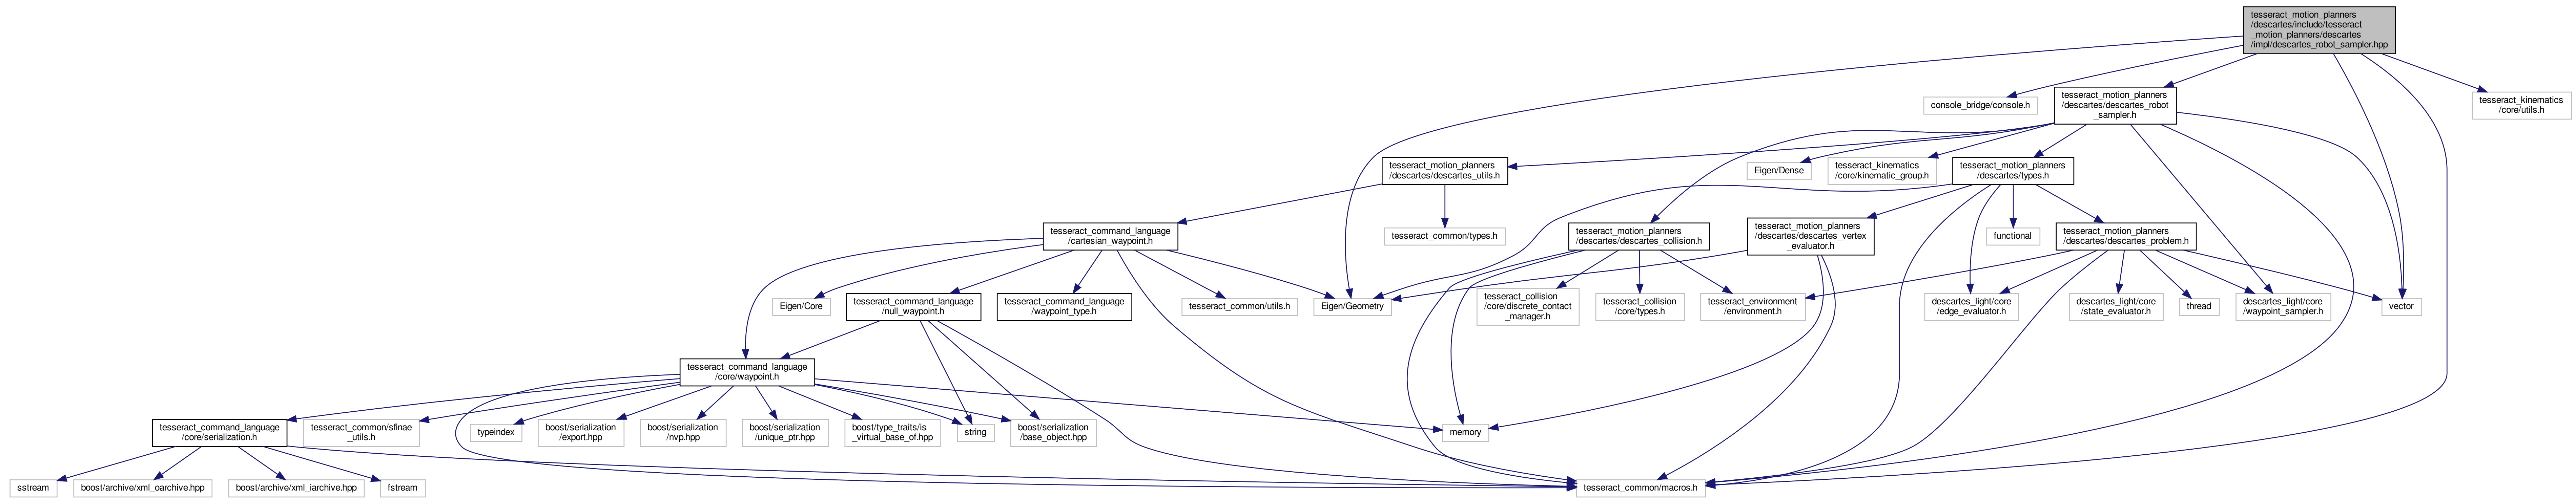 tesseract_motion_planners
/descartes/include/tesseract
_motion_planners/descartes
/impl/descartes_robot_sampler.hpp
console_bridge/console.h
tesseract_motion_planners
/descartes/descartes_robot
_sampler.h
tesseract_kinematics
/core/utils.h
tesseract_motion_planners
/descartes/descartes_utils.h
Eigen/Dense
tesseract_kinematics
/core/kinematic_group.h
tesseract_motion_planners
/descartes/types.h
tesseract_command_language
/cartesian_waypoint.h
tesseract_common/types.h
tesseract_motion_planners
/descartes/descartes_collision.h
tesseract_motion_planners
/descartes/descartes_vertex
_evaluator.h
functional
tesseract_motion_planners
/descartes/descartes_problem.h
Eigen/Core
tesseract_command_language
/null_waypoint.h
tesseract_command_language
/waypoint_type.h
tesseract_common/utils.h
Eigen/Geometry
tesseract_collision
/core/discrete_contact
_manager.h
tesseract_collision
/core/types.h
tesseract_environment
/environment.h
descartes_light/core
/edge_evaluator.h
descartes_light/core
/state_evaluator.h
thread
descartes_light/core
/waypoint_sampler.h
vector
tesseract_command_language
/core/waypoint.h
tesseract_command_language
/core/serialization.h
tesseract_common/sfinae
_utils.h
typeindex
boost/serialization
/export.hpp
boost/serialization
/nvp.hpp
boost/serialization
/unique_ptr.hpp
boost/type_traits/is
_virtual_base_of.hpp
string
boost/serialization
/base_object.hpp
memory
sstream
boost/archive/xml_oarchive.hpp
boost/archive/xml_iarchive.hpp
fstream
tesseract_common/macros.h